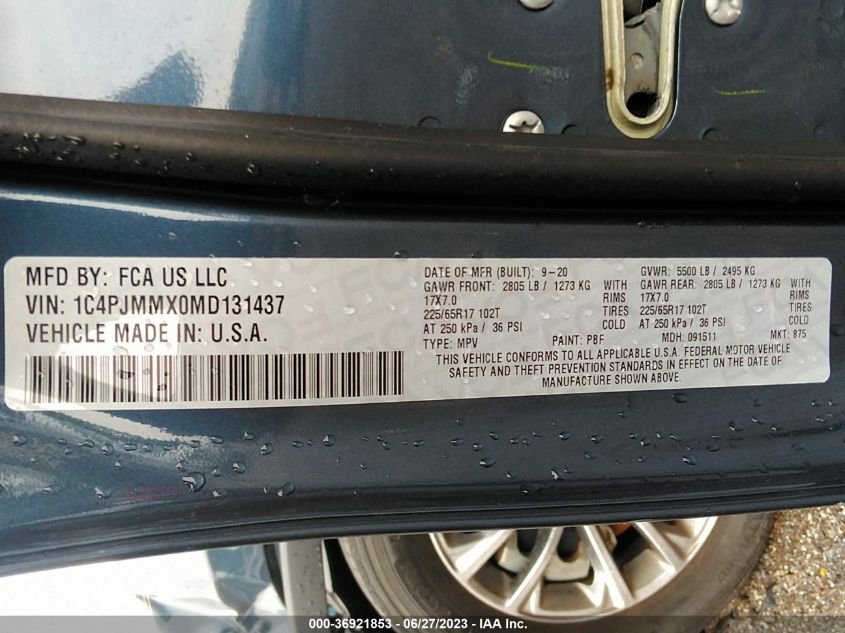 MFD BY: FCA US LLC
VIN: 1C4PJMMX0MD131437
VEHICLE MADE IN: U.S.A.
DATE OF MFR (BUILT): 9-20 GVWR: 5500 LB / 2495 KG
GAWR FRONT: 2805 LB / 1273 KG WITH GAWR REAR: 2805 LB / 1273 KG WITH
17X7.0 RIMS 17X7.0 RIMS
225/65R17 102T TIRES 225/65R17 102T TIRES
AT 250 kPa / 36 PSI COLD AT 250 kPa / 36 PSI COLD
TYPE: MPV PAINT: PBF MDH: 091511 MKT: 875
THIS VEHICLE CONFORMS TO ALL APPLICABLE U.S.A. FEDERAL MOTOR VEHICLE
SAFETY AND THEFT PREVENTION STANDARDS IN EFFECT ON THE DATE OF
MANUFACTURE SHOWN ABOVE.
000-36921853 - 06/27/2023 - IAA Inc.